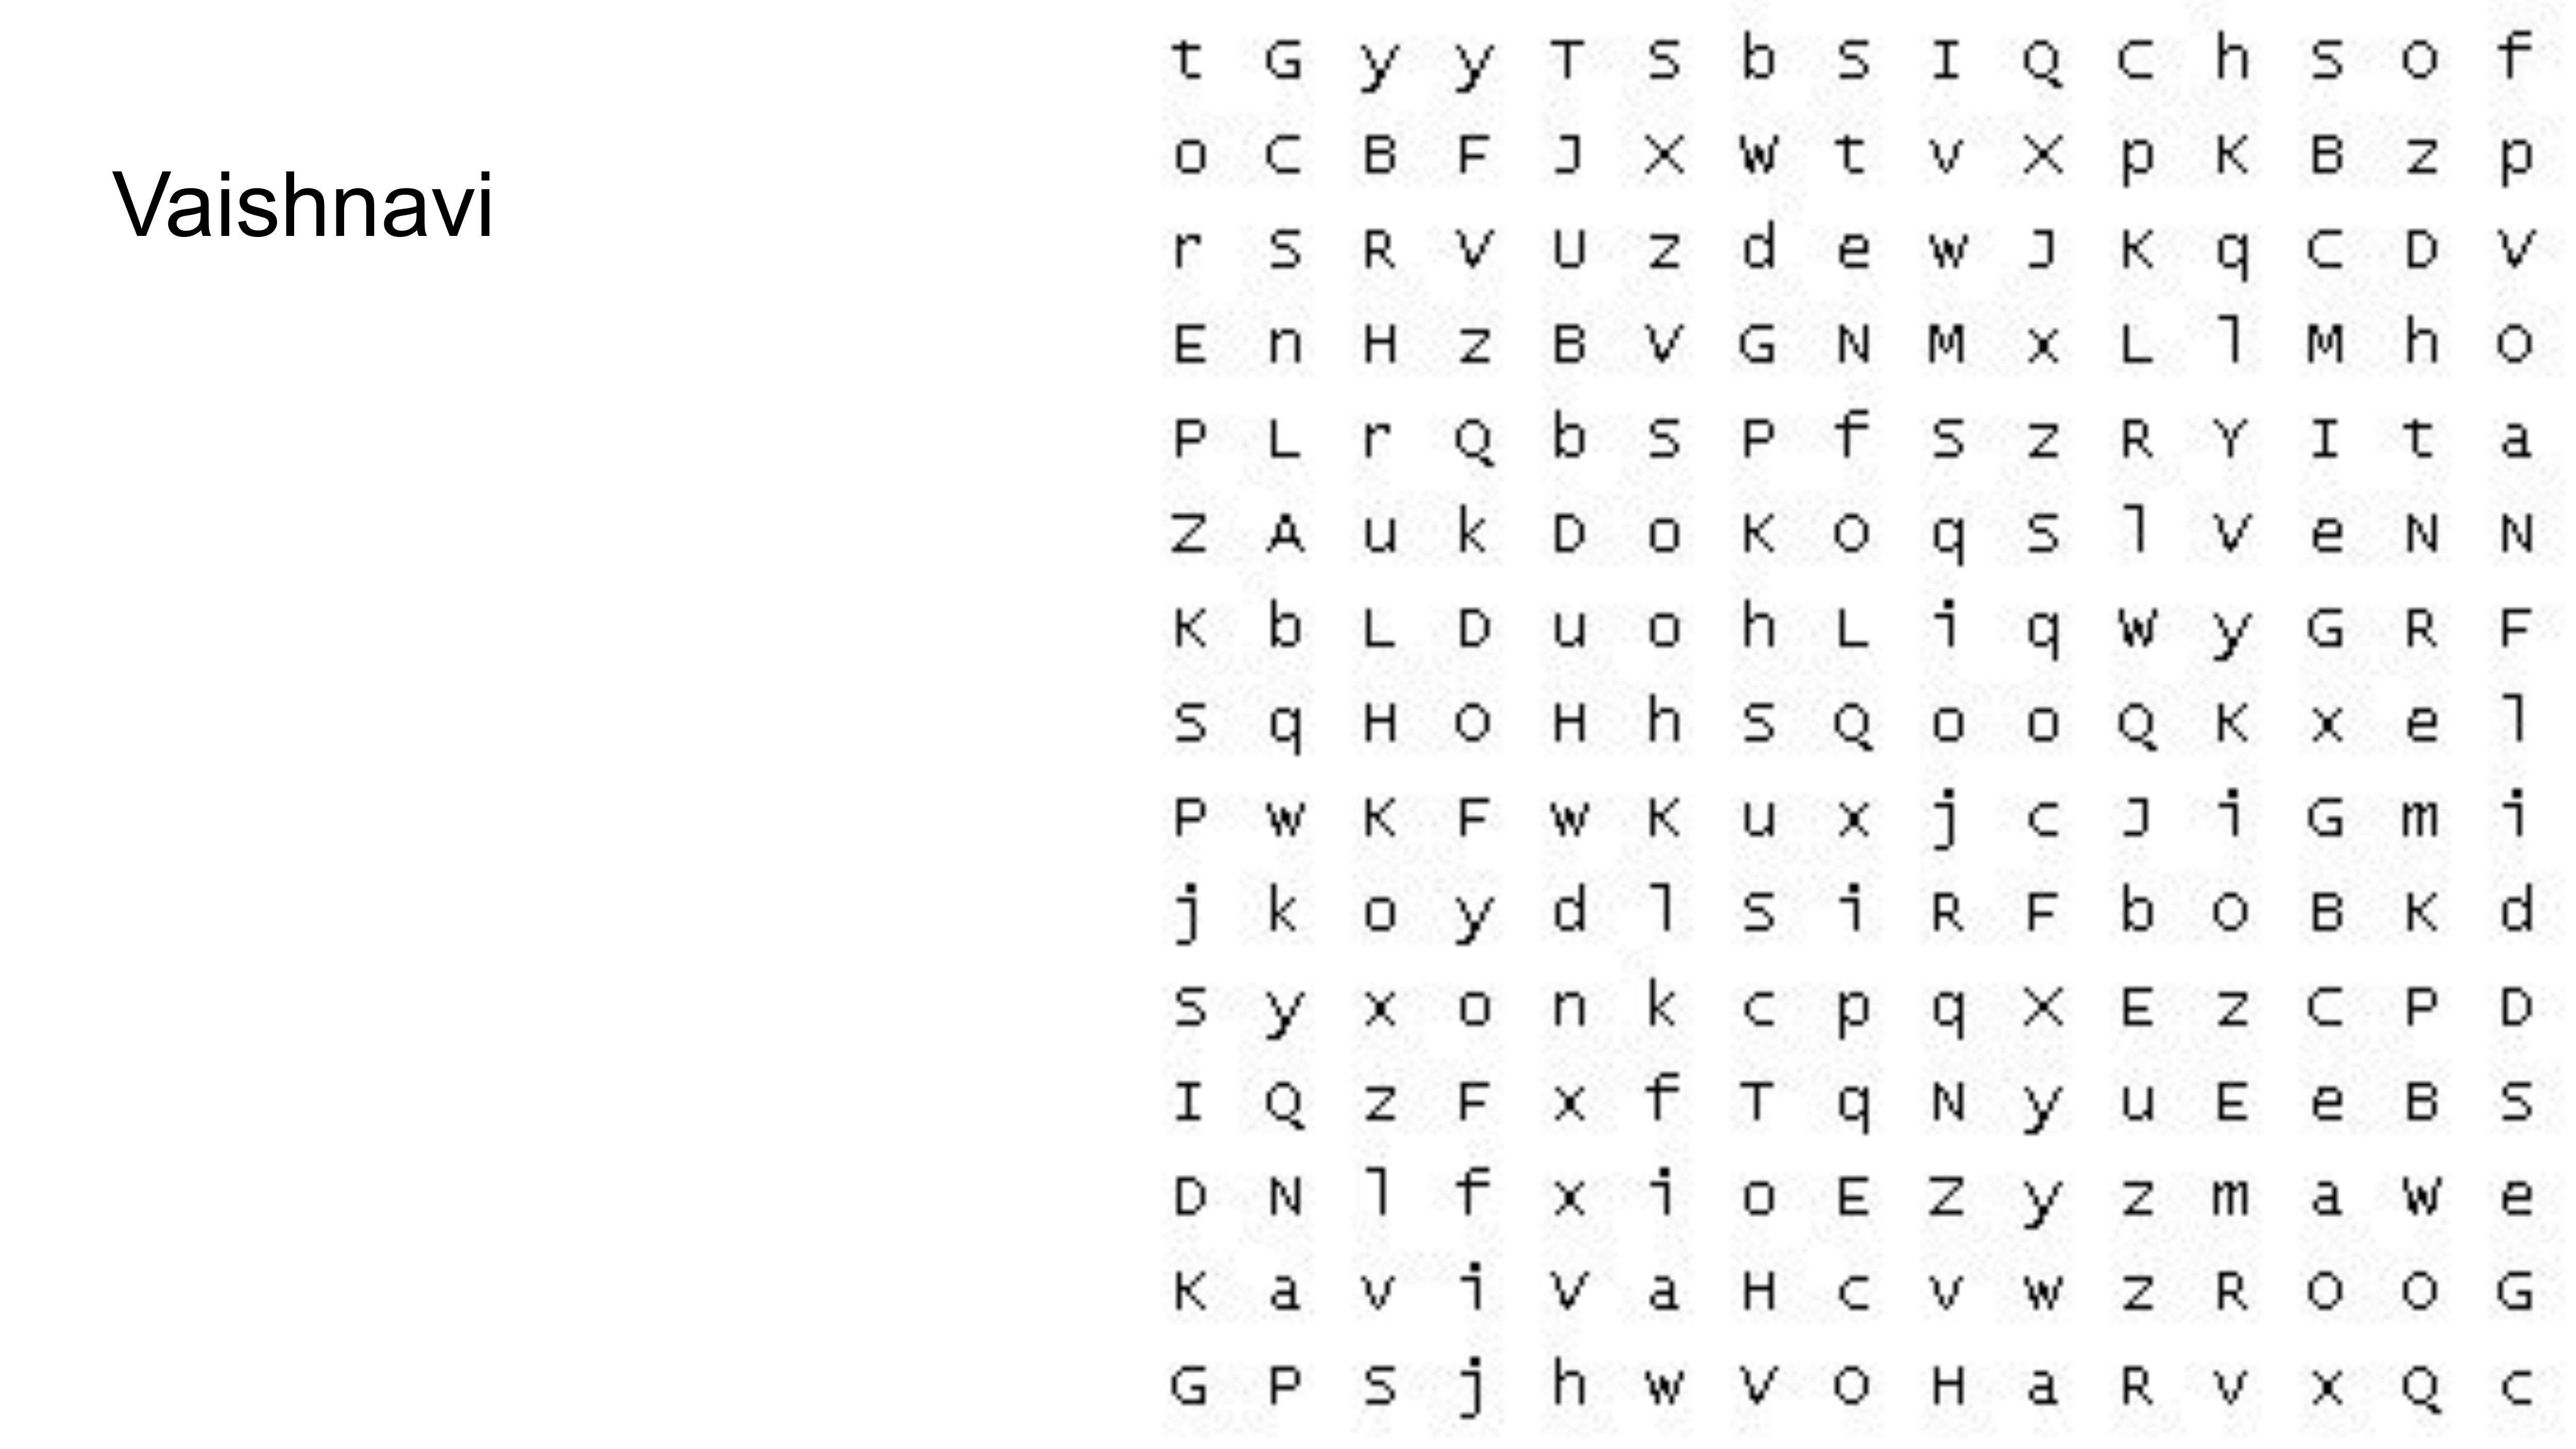 Vaishnavi
t G y y T S b S I Q C h S O f
o C B F J X W t v X p K B z p
r S R V U z d e w J K q C D V
E n H z B V G N M x L l M h O
P L r Q b S P f S z R Y I t a
Z A u k D o K O q S l V e N N
K b L D u o h L i q W y G R F
S q H O H h S Q o o Q K x e l
P w K F w K u x j c J i G m i
j k o y d l S i R F b O B K d
S y x o n k c p q X E z C P D
I Q z F x f T q N y u E e B S
D N l f x i o E Z y z m a W e
K a v i V a H c v w z R O O G
G P S j h w V O H a R v x Q c